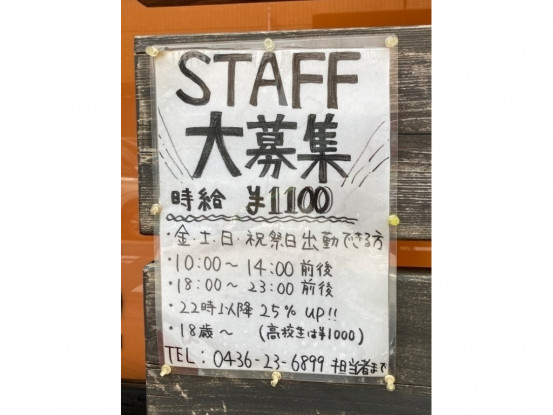 STAFF
大募集
時給 ¥1100
・金・土・日・祝祭日出勤できる方
・10:00〜14:00前後
・18:00〜23:00前後
・22時以降25% UP!!
・18歳〜 (高校生は¥1000)
TEL:0436-23-6899 担当者まで